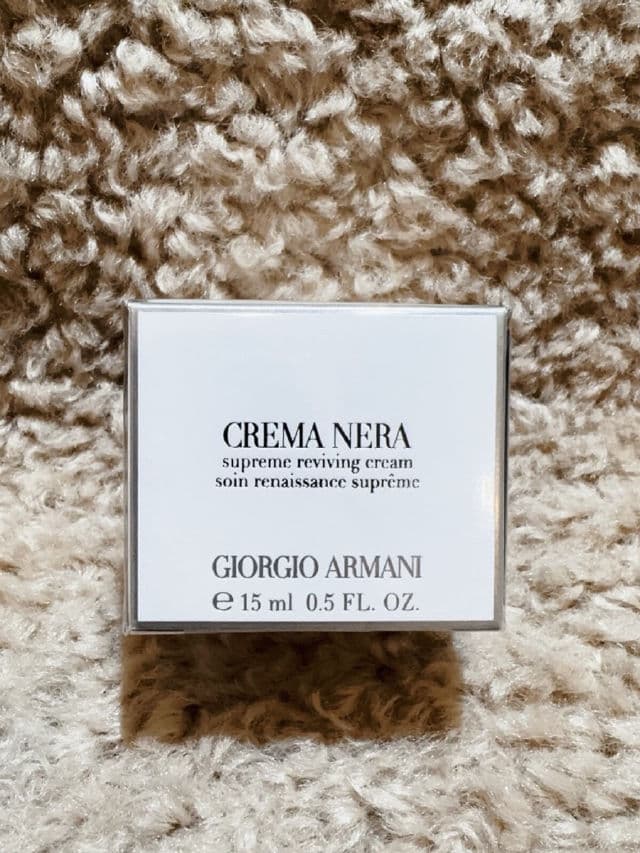 CREMA NERA
supreme reviving cream
soin renaissance suprême
GIORGIO ARMANI
℮ 15 ml 0.5 FL. OZ.